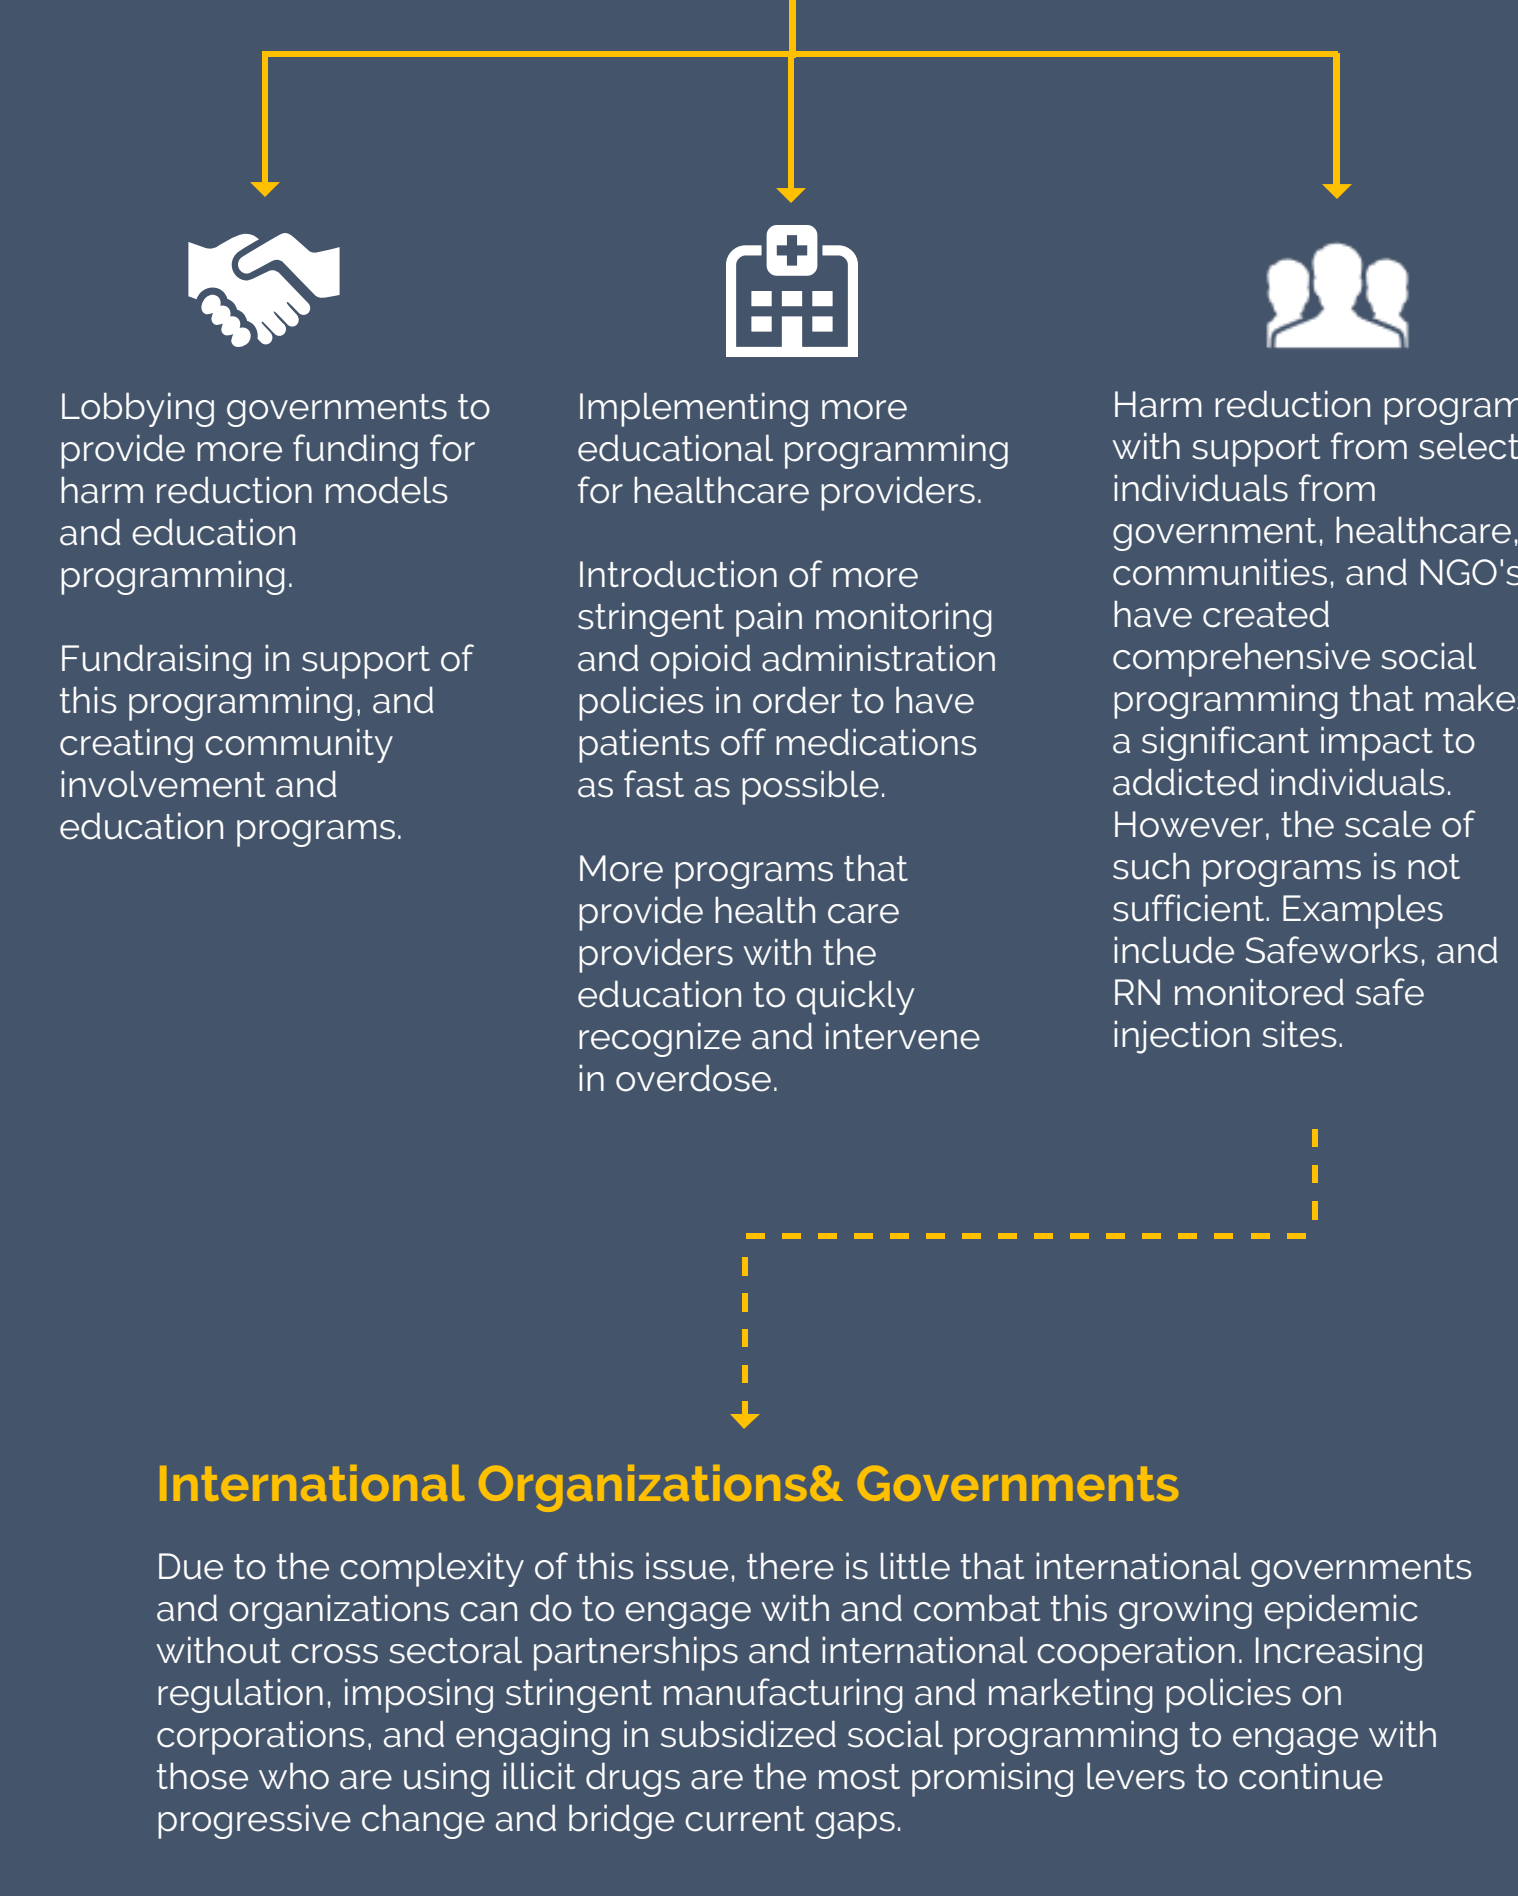 Lobbying governments to
provide more funding for
harm reduction models
and education
programming.
Fundraising in support of
this programming, and
creating community
involvement and
education programs.
Implementing more
educational programming
for healthcare providers.
Introduction of more
stringent pain monitoring
and opioid administration
policies in order to have
patients off medications
as fast as possible.
More programs that
provide health care
providers with the
education to quickly
recognize and intervene
in overdose.
Harm reduction program
with support from select
individuals from
government, healthcare,
communities, and NGO's
have created
comprehensive social
programming that makes
a significant impact to
addicted individuals.
However, the scale of
such programs is not
sufficient. Examples
include Safeworks, and
RN monitored safe
injection sites.
International Organizations& Governments
Due to the complexity of this issue, there is little that international governments
and organizations can do to engage with and combat this growing epidemic
without cross sectoral partnerships and international cooperation. Increasing
regulation, imposing stringent manufacturing and marketing policies on
corporations, and engaging in subsidized social programming to engage with
those who are using illicit drugs are the most promising levers to continue
progressive change and bridge current gaps.